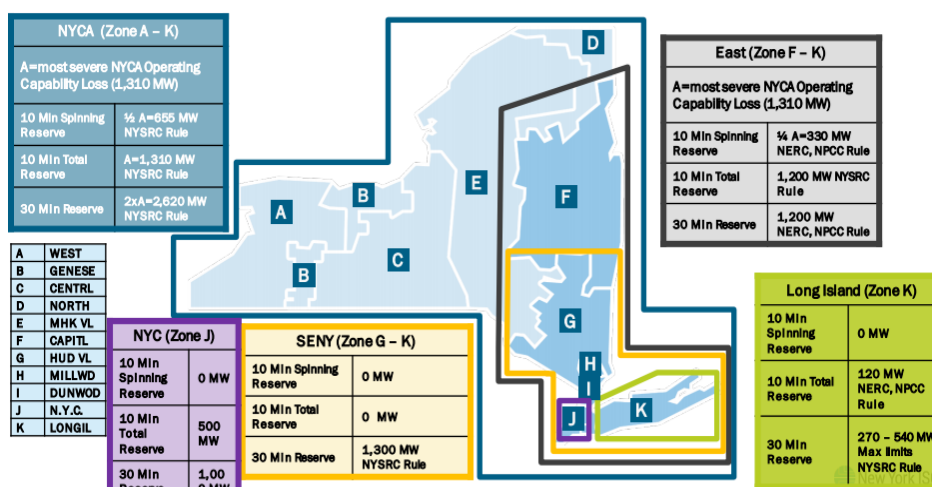 NYCA (Zone A – K)
A=most severe NYCA Operating
Capability Loss (1,310 MW)
10 Min Spinning
Reserve
½ A=655 MW
NYSRC Rule
10 Min Total
Reserve
A=1,310 MW
NYSRC Rule
30 Min Reserve
2xA=2,620 MW
NYSRC Rule
East (Zone F – K)
A=most severe NYCA Operating
Capability Loss (1,310 MW)
10 Min Spinning
Reserve
¼ A=330 MW
NERC, NPCC Rule
10 Min Total
Reserve
1,200 MW NYSRC
Rule
30 Min Reserve
1,200 MW
NERC, NPCC Rule
D
E
B
A
F
C
B
G
H
I
J
K
A WEST
B GENESE
C CENTRL
D NORTH
E MHK VL
F CAPITL
G HUD VL
H MILLWD
I DUNWOD
J N.Y.C.
K LONGIL
NYC (Zone J)
10 Min
Spinning
Reserve
0 MW
10 Min
Total
Reserve
500
MW
30 Min
Reserve
1,00
0 MW
SENY (Zone G – K)
10 Min Spinning
Reserve
0 MW
10 Min Total
Reserve
0 MW
30 Min Reserve
1,300 MW
NYSRC Rule
Long Island (Zone K)
10 Min
Spinning
Reserve
0 MW
10 Min Total
Reserve
120 MW
NERC, NPCC
Rule
30 Min
Reserve
270 – 540 MW
Max limits
NYSRC Rule
New York IS